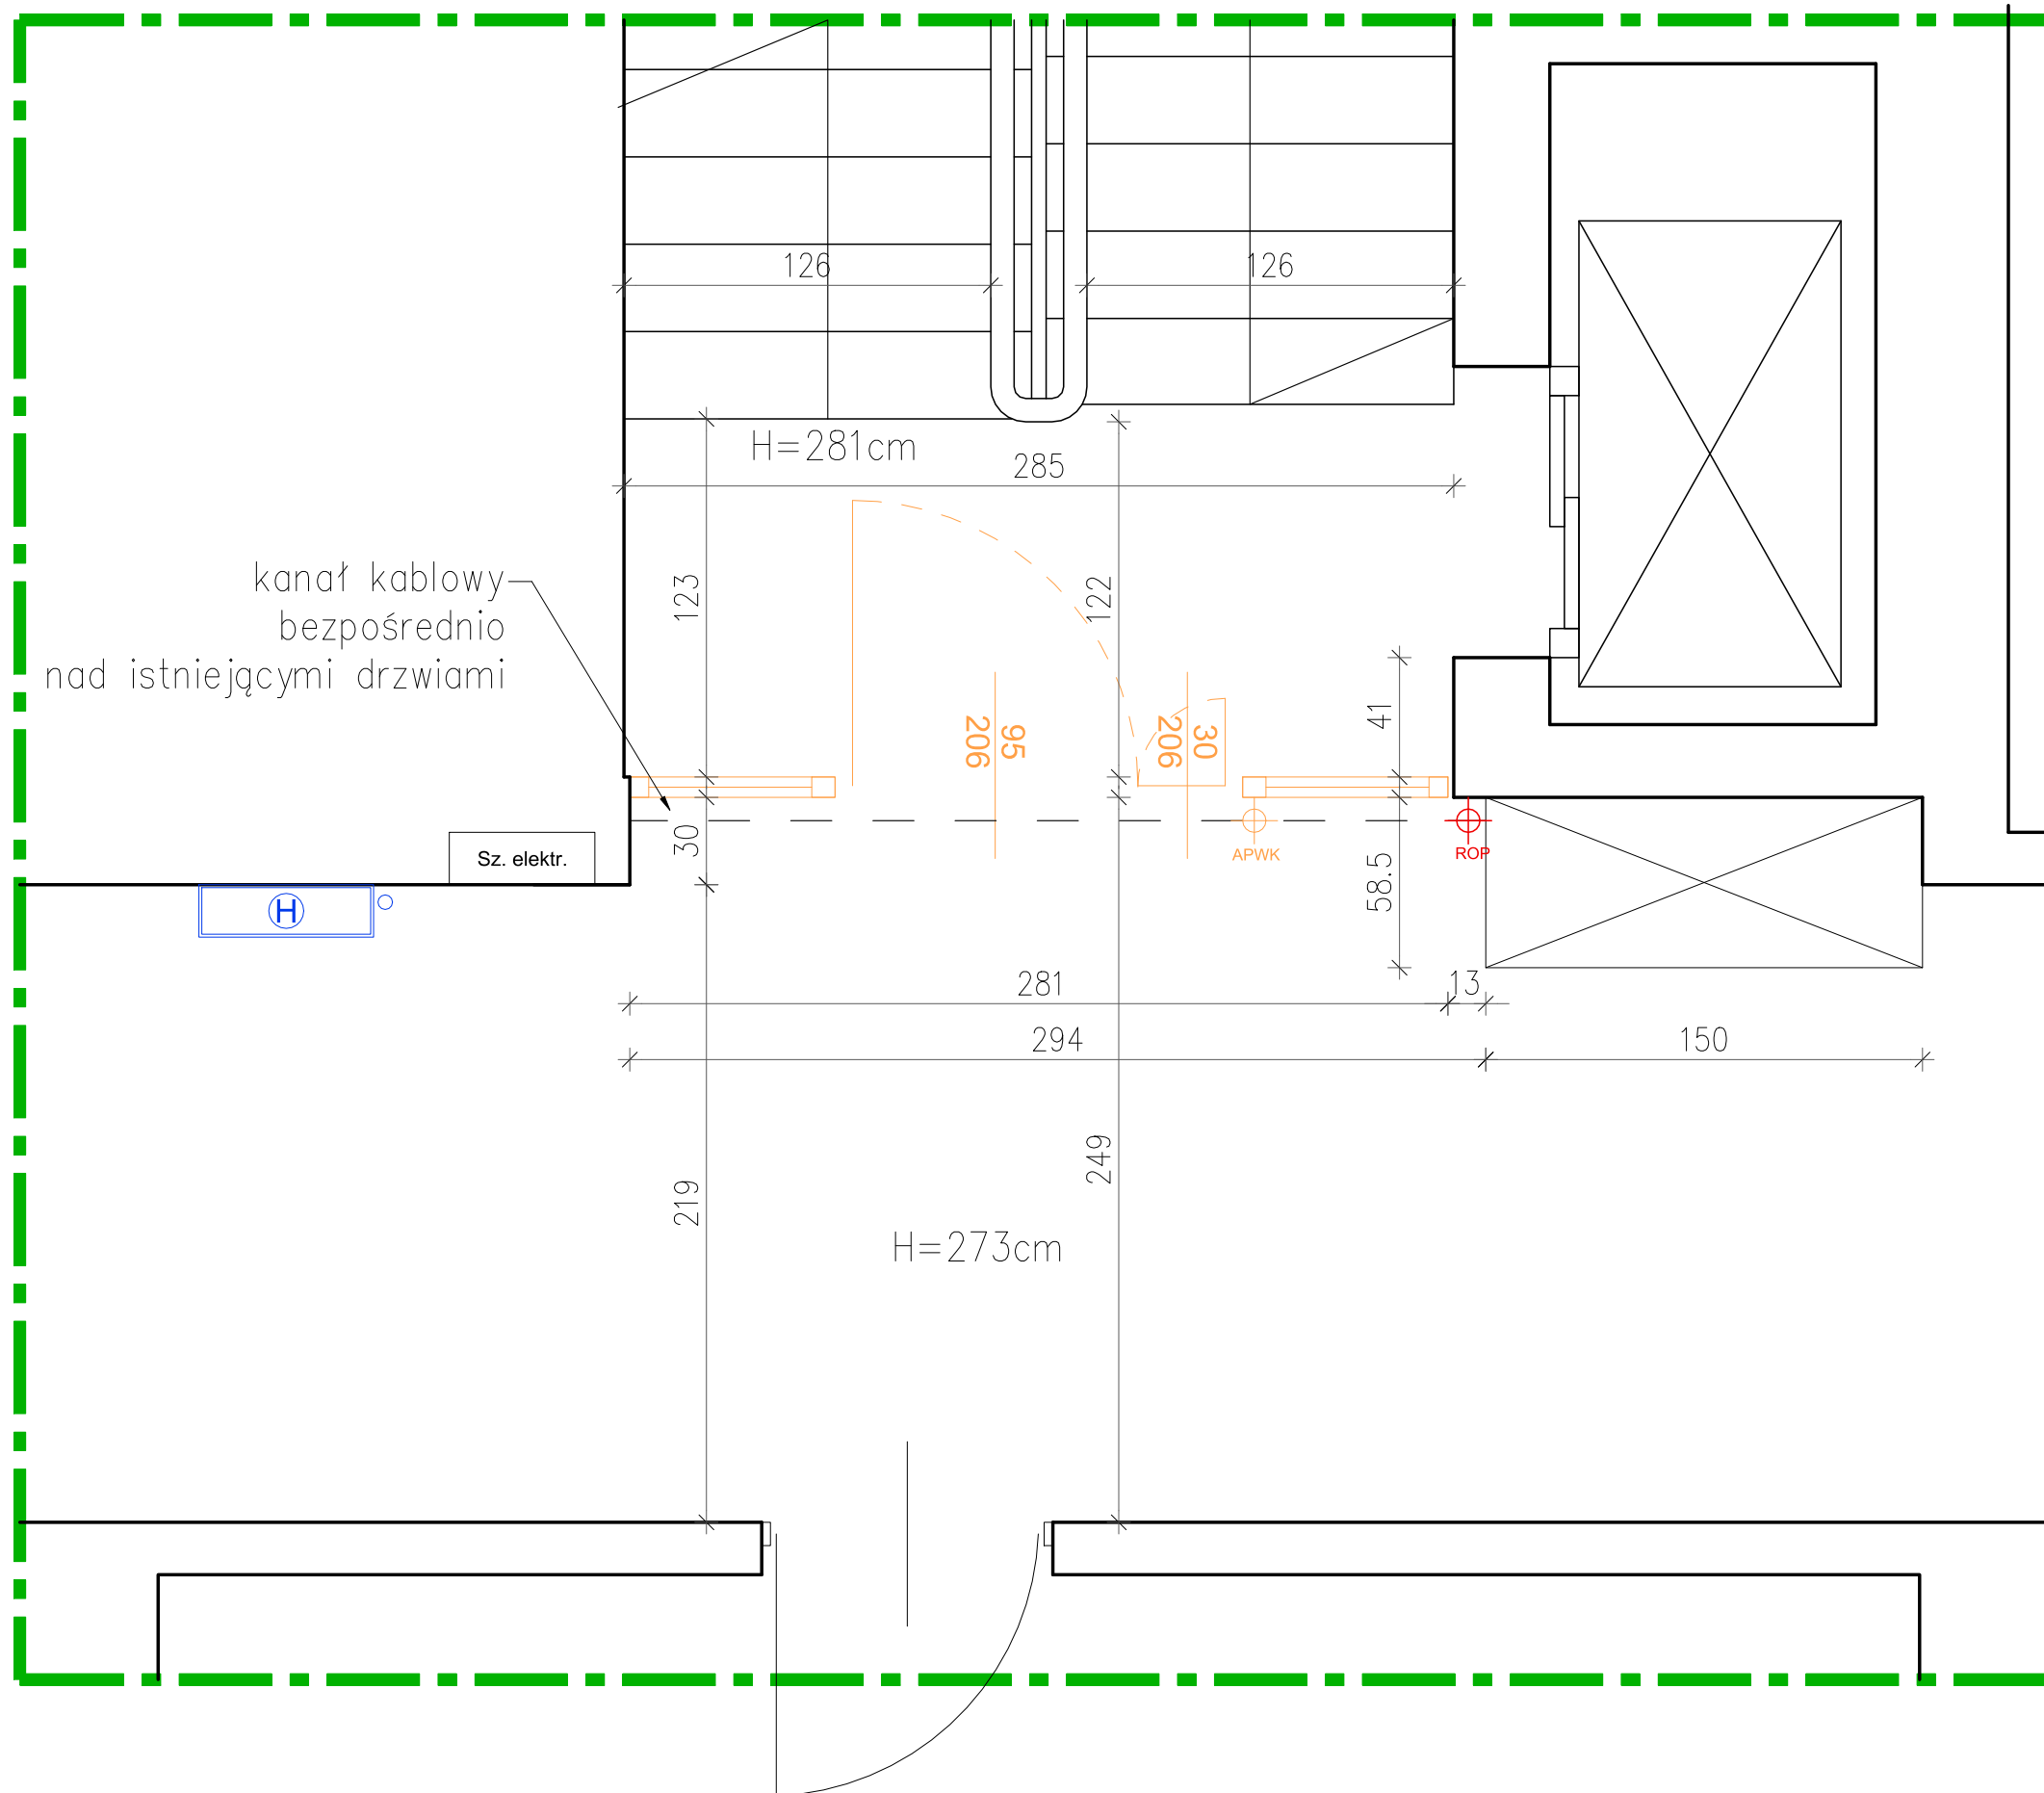 126
126
H=281cm
285
kanał kablowy
bezpośrednio
nad istniejącymi drzwiami
123
122
95
206
30
206
41
30
Sz. elektr.
APWK
ROP
58.5
H
281
13
294
150
219
249
H=273cm